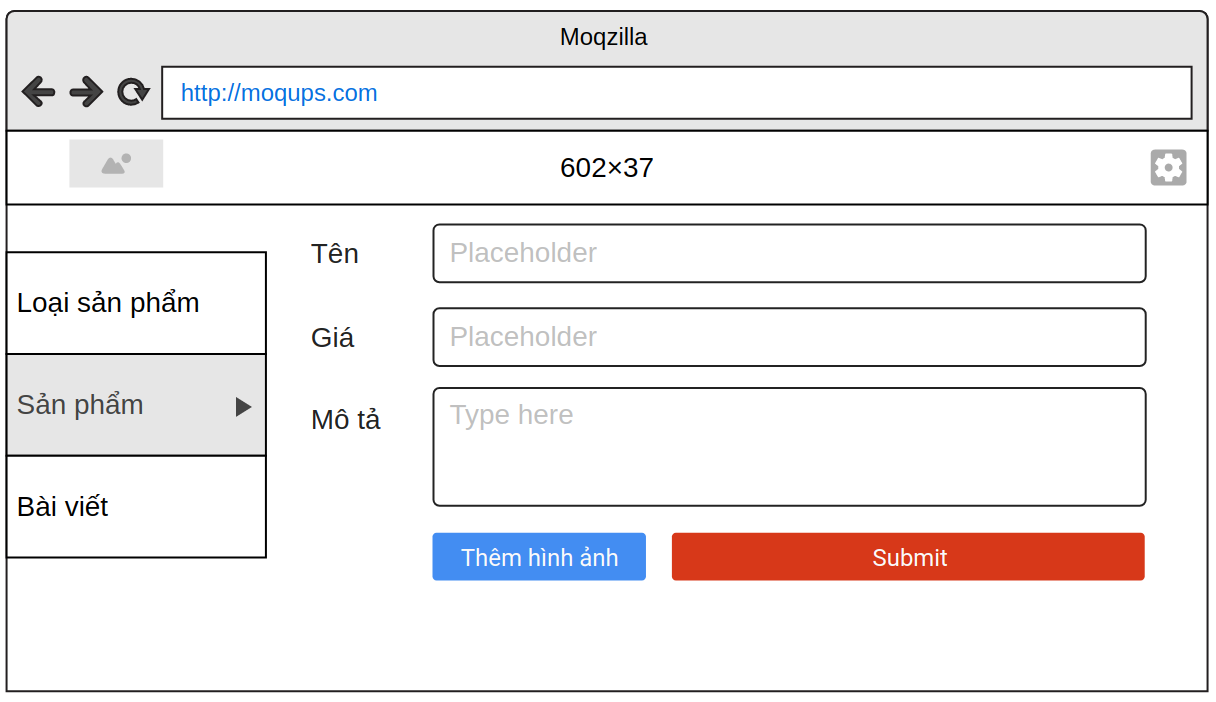 Moqzilla
http://moqups.com
602×37
Tên
Placeholder
Loại sản phẩm
Giá
Placeholder
Sản phẩm
Mô tả
Type here
Bài viết
Thêm hình ảnh
Submit